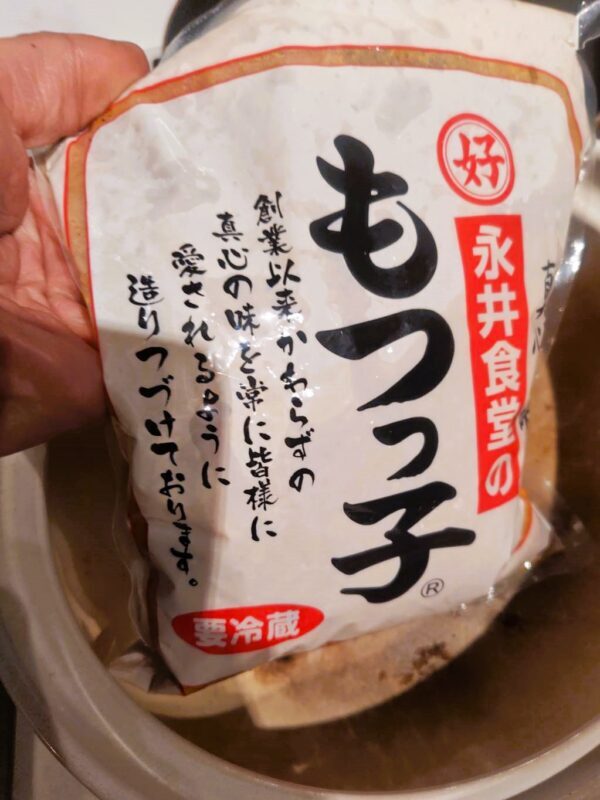 好
永井食堂の
もつっ子
®
創業以来かわらずの
真心の味を常に皆様に
愛されるように
造りつづけております。
要冷蔵
真心